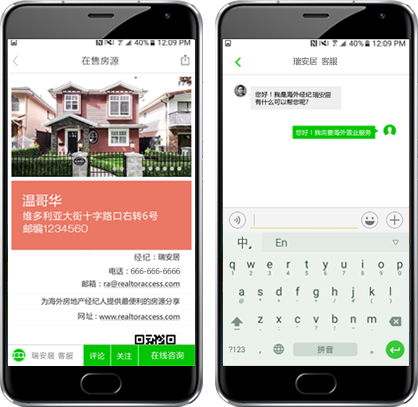 40% 12:09 PM
在售房源
温哥华
维多利亚大街十字路口右转6号
邮编1234560
经纪：瑞安居
电话：666-666-6666
邮箱：ra@realtoraccess.com
为海外房地产经纪人提供最便利的房源分享
网址：www.realtoraccess.com
瑞安居 客服
评论
关注
在线咨询
40% 12:09 PM
瑞安居 客服
您好！我是海外经纪瑞安居
有什么可以帮您呢?
您好！我需要海外置业服务
中 En
q w e r t y u i o p
a s d f g h j k l
z x c v b n m
?123 , 拼音 。